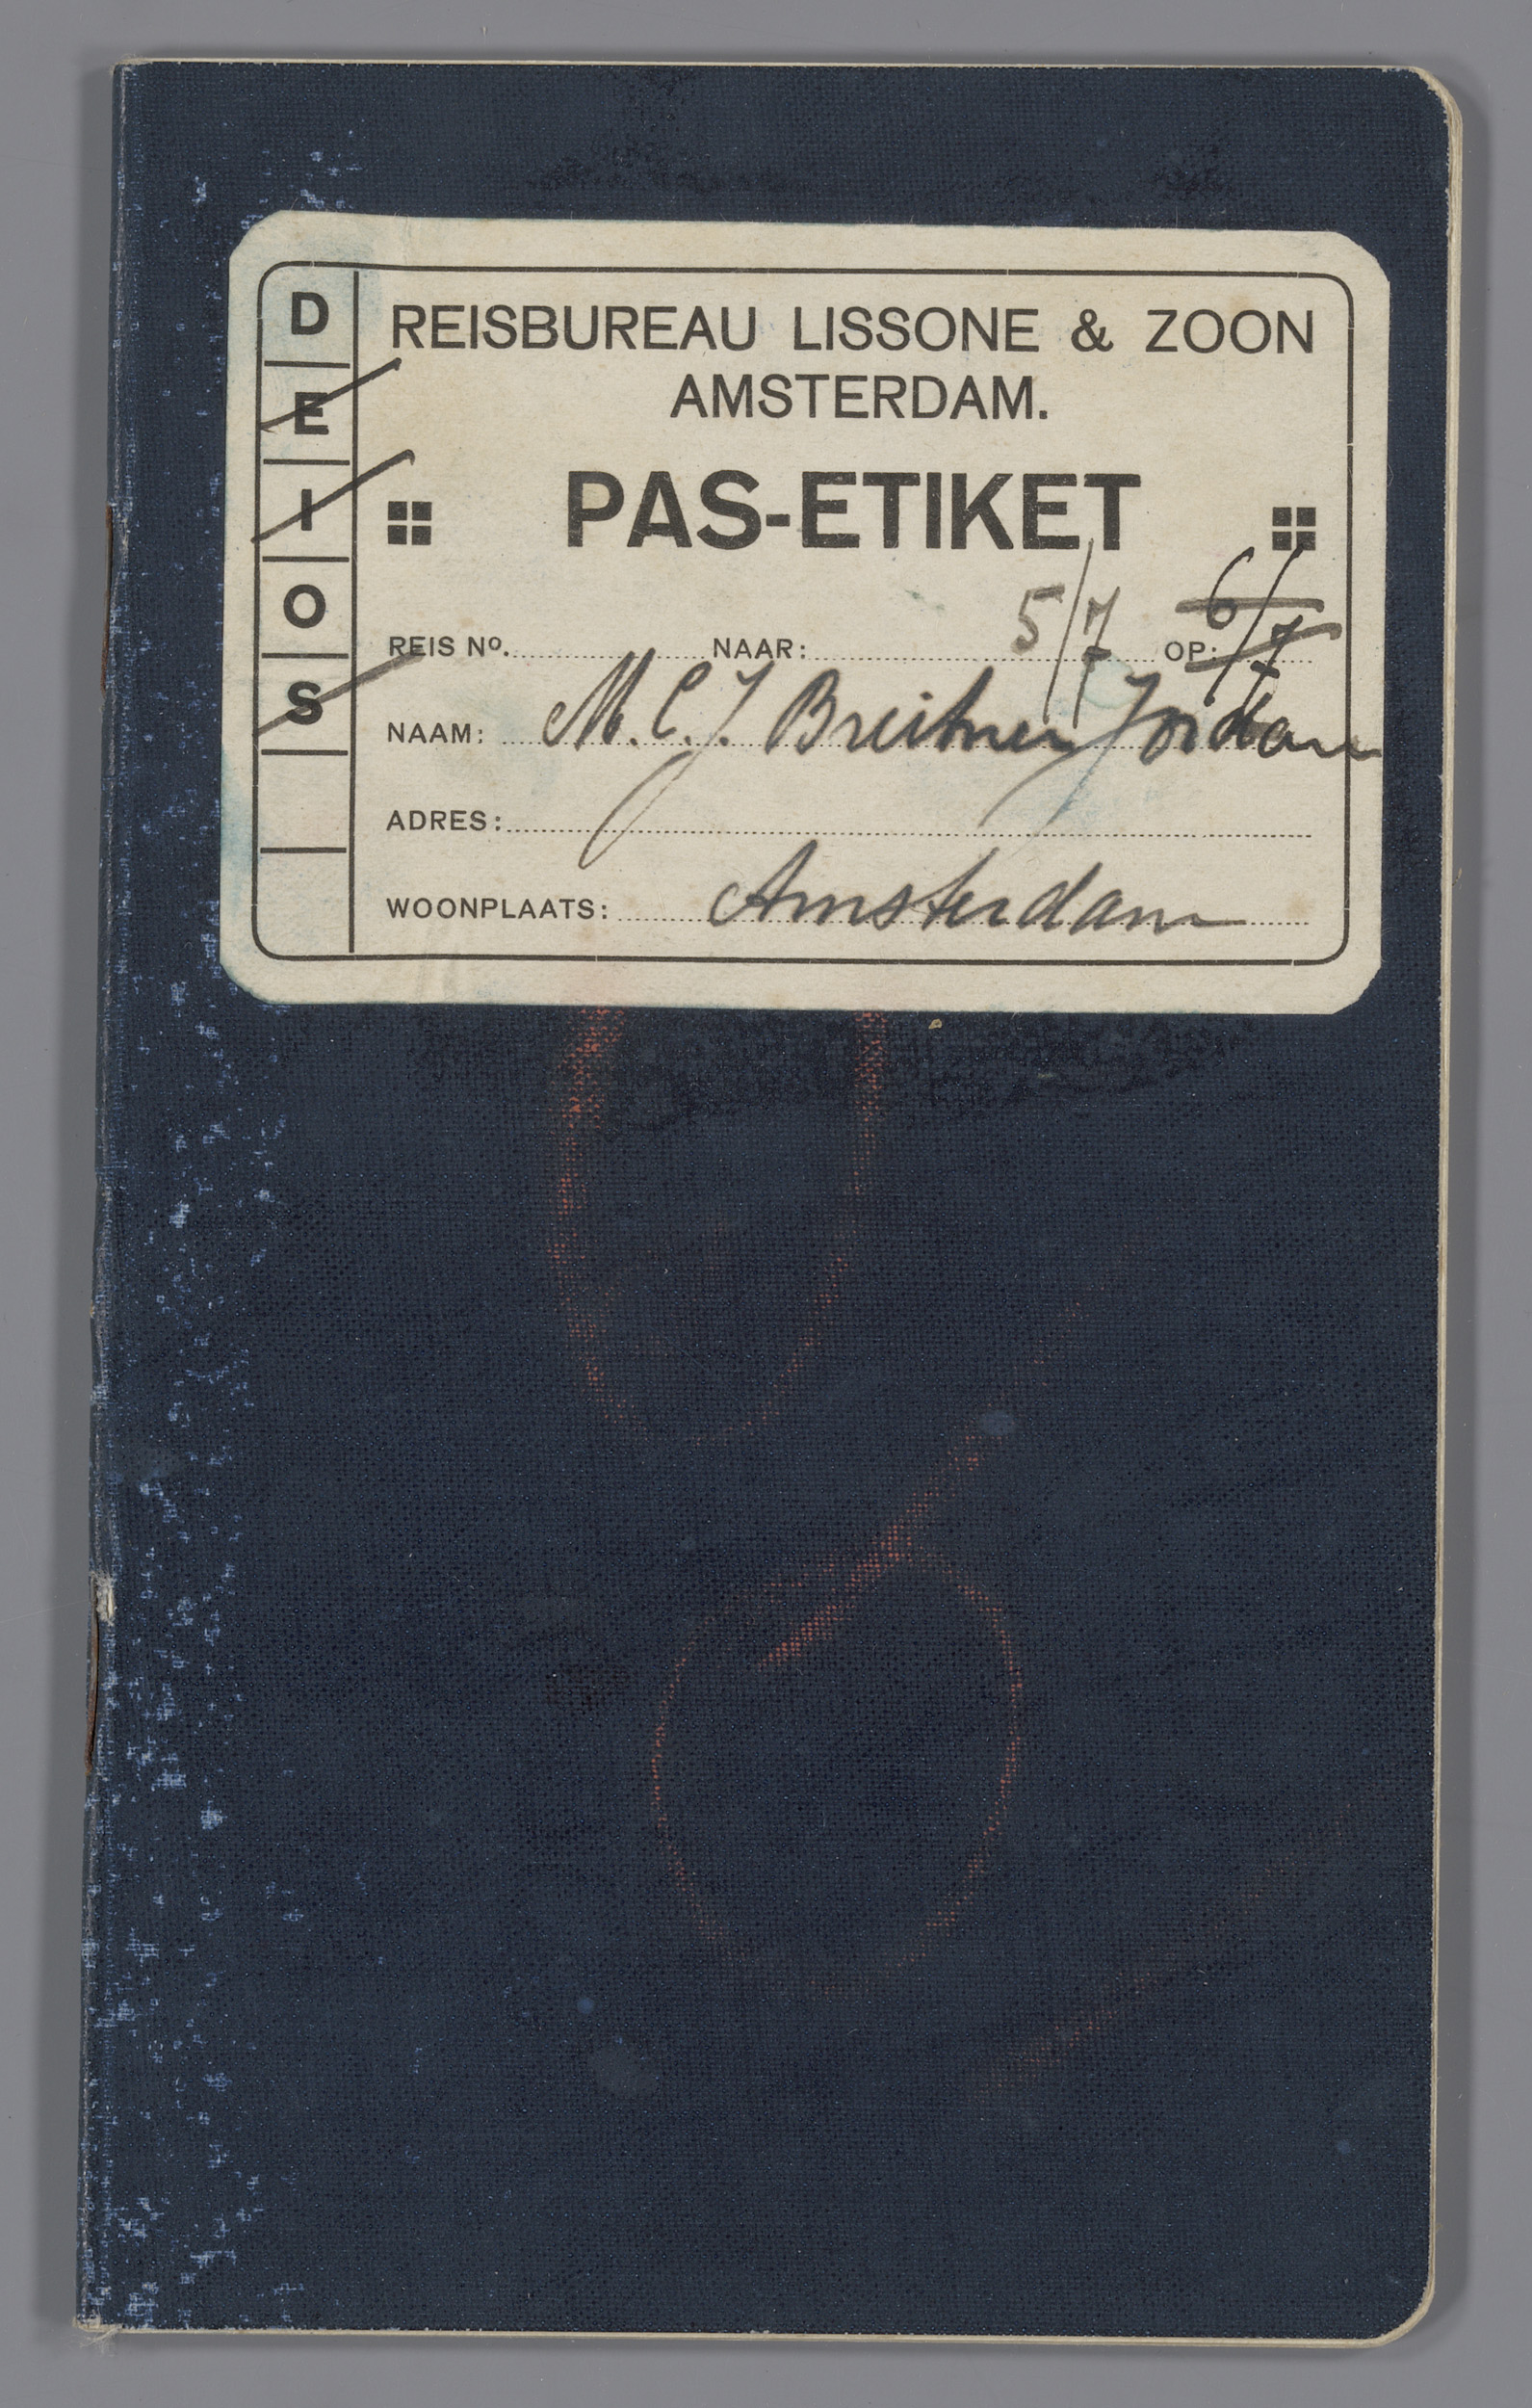 D
E
I
O
S
REISBUREAU LISSONE & ZOON
AMSTERDAM.
PAS-ETIKET
REIS Nº. NAAR: 5/7 OP: 6/7
NAAM: M.C.J. Breitner Jordan
ADRES:
WOONPLAATS: Amsterdam